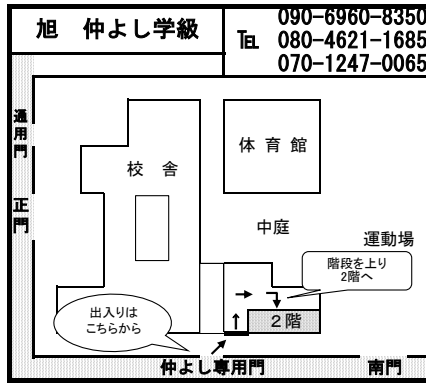 旭 仲よし学級
℡ 090-6960-8350
080-4621-1685
070-1247-0065
通用門
正門
校舎
体育館
中庭
運動場
階段を上り
2階へ
2階
出入りは
こちらから
仲よし専用門
南門